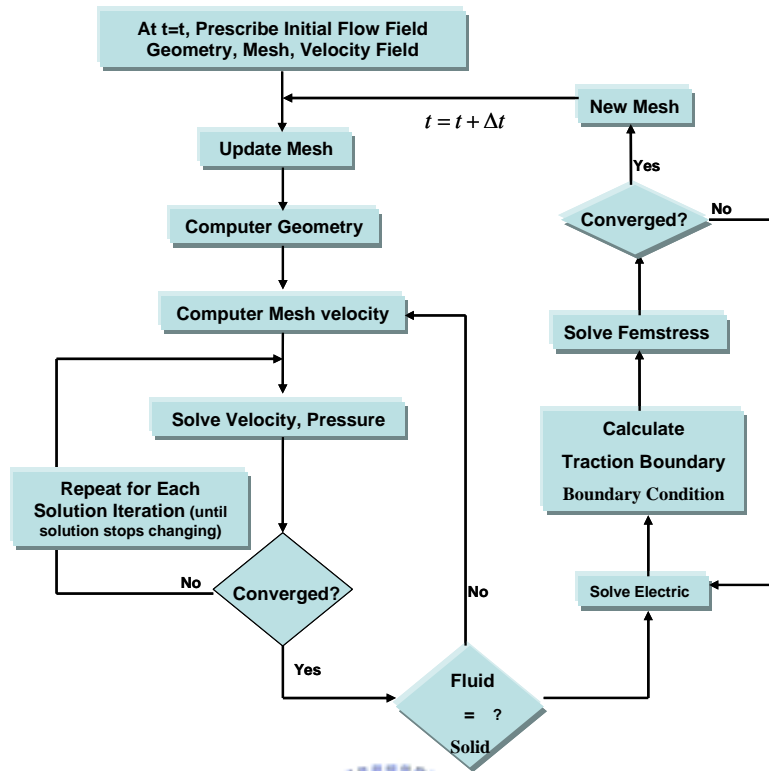 At t=t, Prescribe Initial Flow Field
Geometry, Mesh, Velocity Field
New Mesh
t = t + Δt
Update Mesh
Yes
Converged?
No
Computer Geometry
Computer Mesh velocity
Solve Femstress
Solve Velocity, Pressure
Calculate
Traction Boundary
Boundary Condition
Repeat for Each
Solution Iteration (until
solution stops changing)
No
Converged?
No
Solve Electric
Yes
Fluid
= ?
Solid